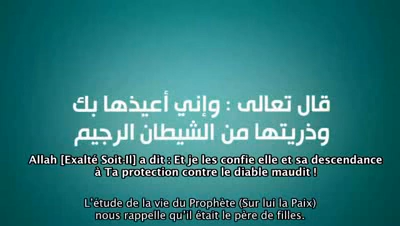 قال تعالى : وإني أعيذها بك
وذريتها من الشيطان الرجيم
Allah [Exalté Soit-Il] a dit : Et je les confie elle et sa descendance
à Ta protection contre le diable maudit !
L'étude de la vie du Prophète (Sur lui la Paix)
nous rappelle qu'il était le père de filles.